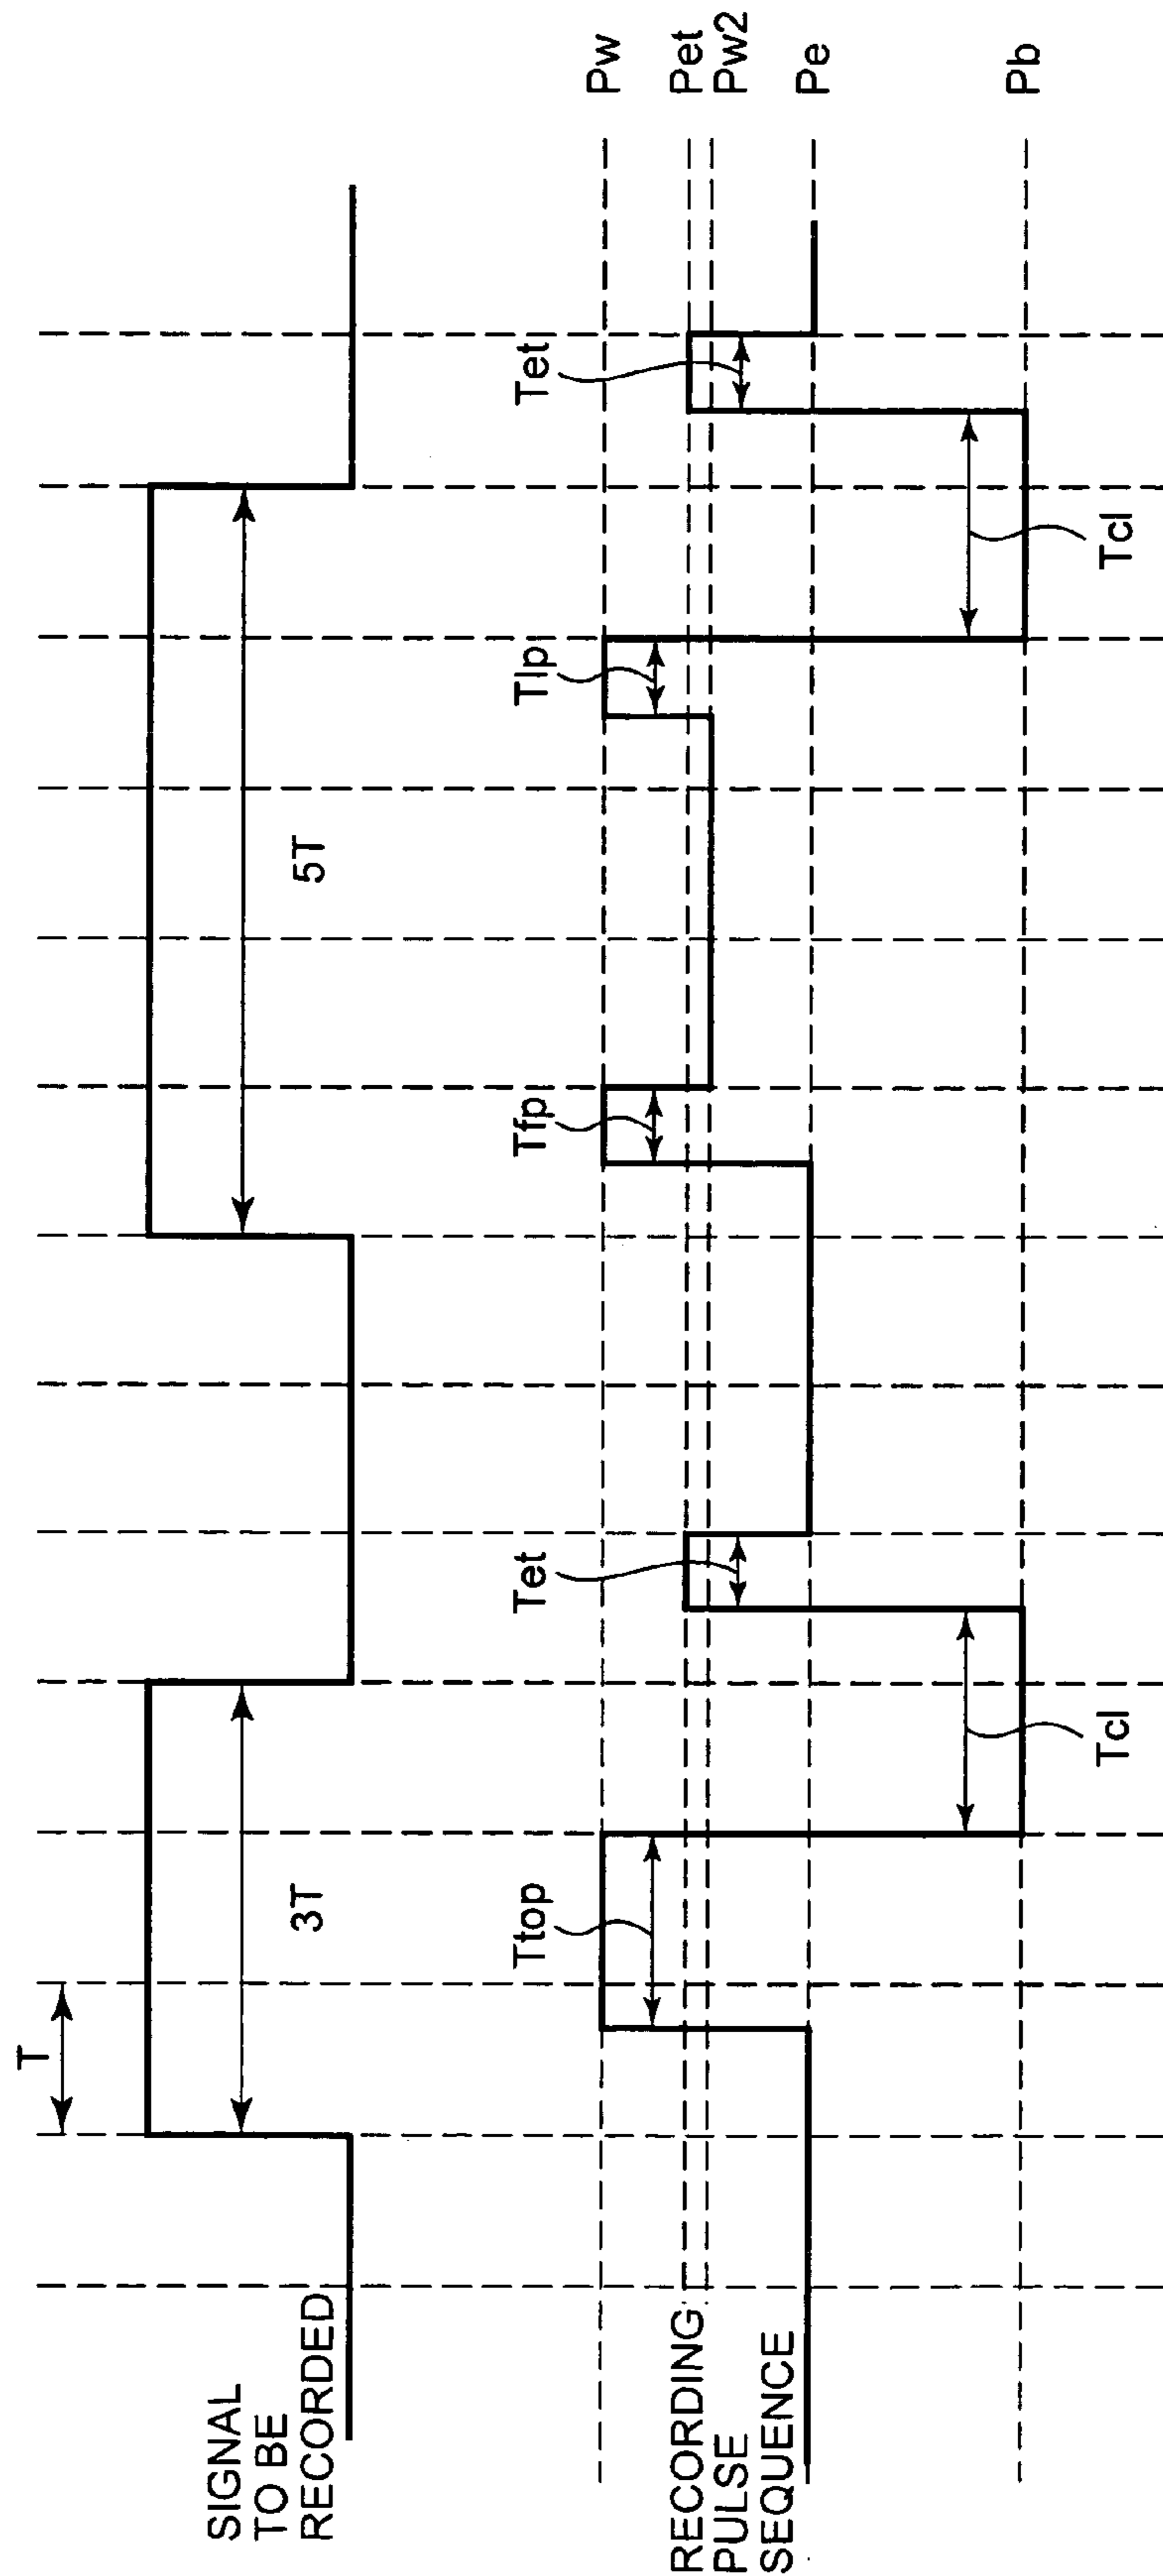 T
SIGNAL
TO BE
RECORDED
3T
5T
RECORDING
PULSE
SEQUENCE
Ttop
Tcl
Tet
Tfp
Tlp
Tcl
Tet
Pw
Pet
Pw2
Pe
Pb